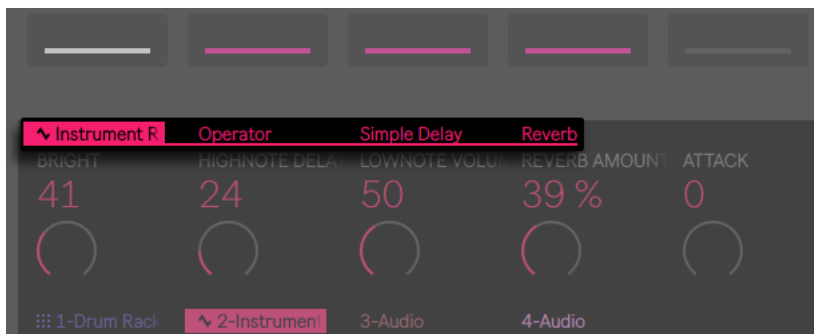 Instrument R Operator Simple Delay Reverb
BRIGHT HIGHNOTE DELA LOWNOTE VOLU REVERB AMOUNT ATTACK
41 24 50 39 % 0
1-Drum Rack 2-Instrument 3-Audio 4-Audio